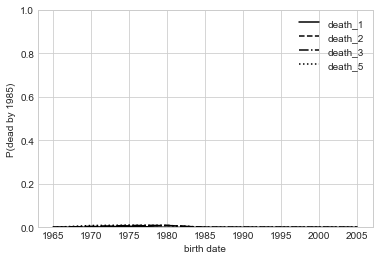 1.0
0.8
0.6
0.4
0.2
0.0
P(dead by 1985)
death_1
death_2
death_3
death_5
1965 1970 1975 1980 1985 1990 1995 2000 2005
birth date